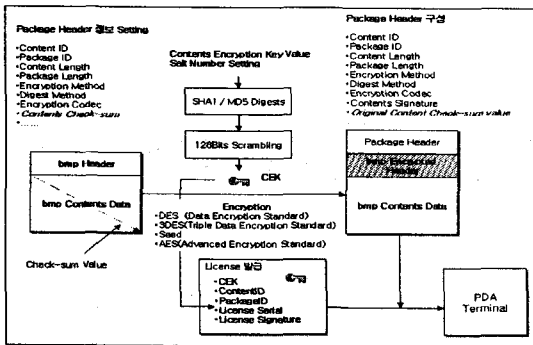 Package Header 정보 Setting
•Content ID
•Package ID
•Content Length
•Package Length
•Encryption Method
•Digest Method
•Encryption Codec
•Contents Check-sum
•......
Contents Encryption Key Value
Salt Number Setting
SHA1 / MD5 Digests
128Bits Scrambling
CEK
Package Header 구성
•Content ID
•Package ID
•Content Length
•Package Length
•Encryption Method
•Digest Method
•Encryption Codec
•Contents Signature
•Original Content Check-sum value
bmp Header
bmp Contents Data
Check-sum Value
Encryption
•DES (Data Encryption Standard)
•3DES(Triple Data Encryption Standard)
•Seed
•AES(Advanced Encryption Standard)
Package Header
bmp Encrypted
Header
bmp Contents Data
License 발급
•CEK
•ContentID
•PackageID
•License Serial
•License Signature
PDA
Terminal